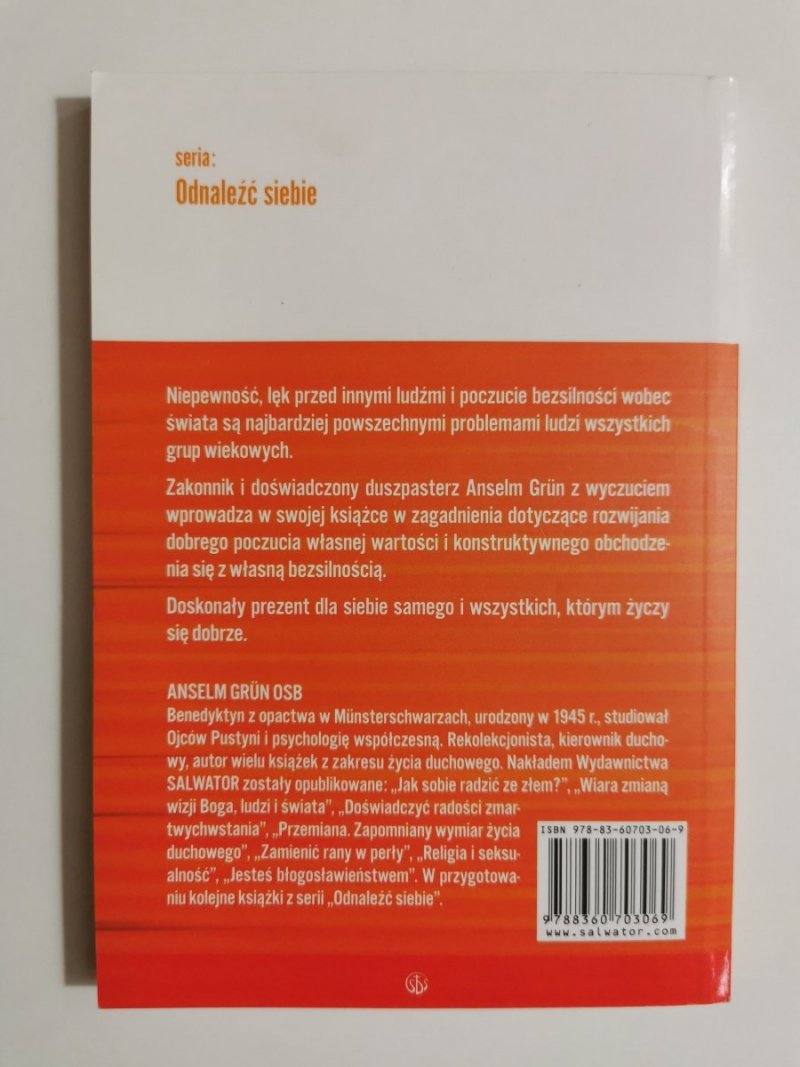 seria:
Odnaleźć siebie
Niepewność, lęk przed innymi ludźmi i poczucie bezsilności wobec
świata są najbardziej powszechnymi problemami ludzi wszystkich
grup wiekowych.
Zakonnik i doświadczony duszpasterz Anselm Grün z wyczuciem
wprowadza w swojej książce w zagadnienia dotyczące rozwijania
dobrego poczucia własnej wartości i konstruktywnego obchodze-
nia się z własną bezsilnością.
Doskonały prezent dla siebie samego i wszystkich, którym życzy
się dobrze.
ANSELM GRÜN OSB
Benedyktyn z opactwa w Münsterschwarzach, urodzony w 1945 r., studiował
Ojców Pustyni i psychologię współczesną. Rekolekcjonista, kierownik ducho-
wy, autor wielu książek z zakresu życia duchowego. Nakładem Wydawnictwa
SALWATOR zostały opublikowane: „Jak sobie radzić ze złem?”, „Wiara zmianą
wizji Boga, ludzi i świata”, „Doświadczyć radości zmar-
twychwstania”, „Przemiana. Zapomniany wymiar życia
duchowego”, „Zamienić rany w perły”, „Religia i seksu-
alność”, „Jesteś błogosławieństwem”. W przygotowa-
niu kolejne książki z serii „Odnaleźć siebie”.
ISBN 978-83-60703-06-9
9788360703069
www.salwator.com
SDS